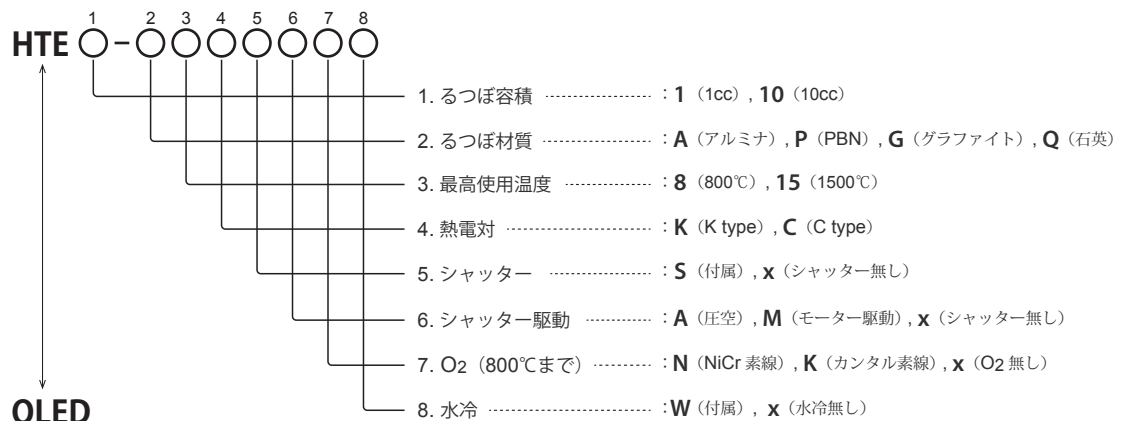 1 2 3 4 5 6 7 8
HTE ○-○○○○○○○
1. るつぼ容積 ：1（1cc）, 10（10cc）
2. るつぼ材質 ：A（アルミナ）, P（PBN）, G（グラファイト）, Q（石英）
3. 最高使用温度 ：8（800℃）, 15（1500℃）
4. 熱電対 ：K（K type）, C（C type）
5. シャッター ：S（付属）, x（シャッター無し）
6. シャッター駆動 ：A（圧空）, M（モーター駆動）, x（シャッター無し）
7. O2（800℃まで） ：N（NiCr 素線）, K（カンタル素線）, x（O2 無し）
8. 水冷 ：W（付属）, x（水冷無し）
OLED